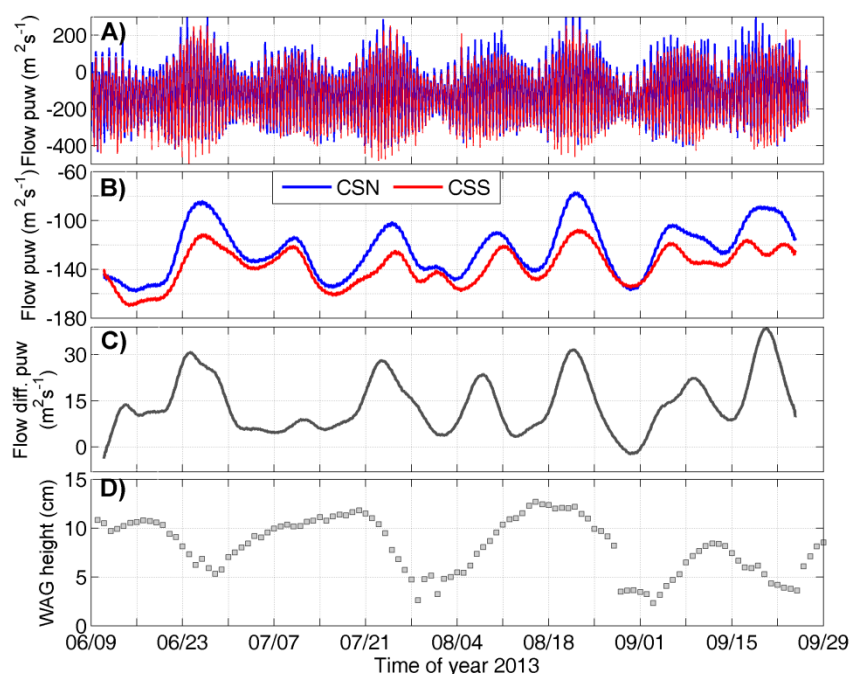 A)
Flow puw (m²s⁻¹)
200
0
-200
-400
B)
CSN
CSS
Flow puw (m²s⁻¹)
-60
-100
-140
-180
C)
Flow diff. puw
(m²s⁻¹)
30
15
0
D)
WAG height (cm)
15
10
5
0
06/09 06/23 07/07 07/21 08/04 08/18 09/01 09/15 09/29
Time of year 2013